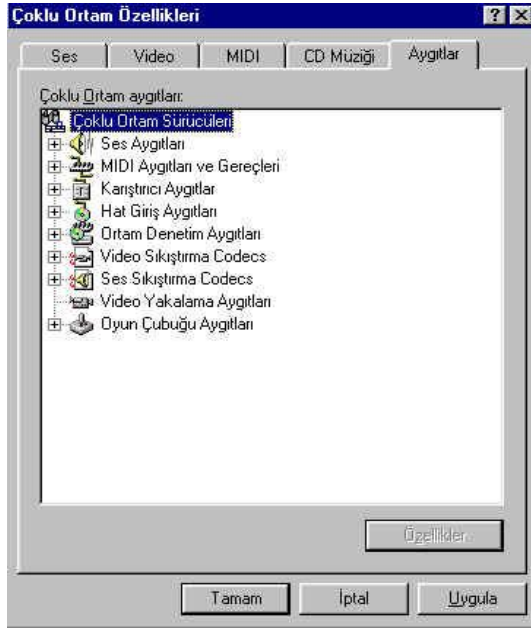 Çoklu Ortam Özellikleri
Ses Video MIDI CD Müziği Aygıtlar
Çoklu Ortam aygıtları:
Çoklu Ortam Sürücüleri
Ses Aygıtları
MIDI Aygıtları ve Gereçleri
Karıştırıcı Aygıtlar
Hat Giriş Aygıtları
Ortam Denetim Aygıtları
Video Sıkıştırma Codecs
Ses Sıkıştırma Codecs
Video Yakalama Aygıtları
Oyun Çubuğu Aygıtları
Özellikler
Tamam İptal Uygula